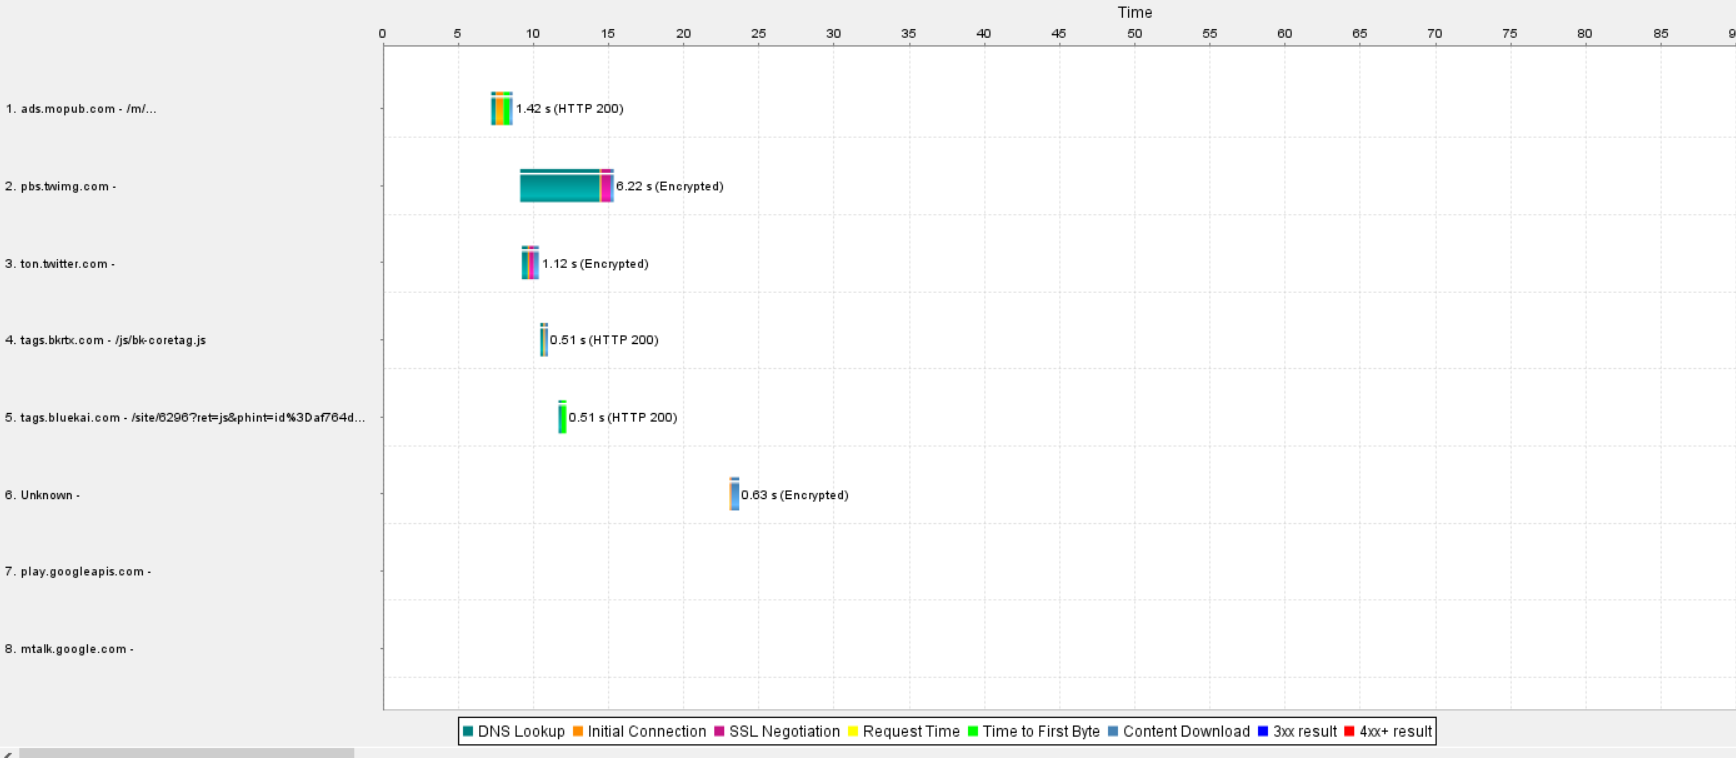 Time
0 5 10 15 20 25 30 35 40 45 50 55 60 65 70 75 80 85 9
1. ads.mopub.com - /m/... 1.42 s (HTTP 200)
2. pbs.twimg.com - 6.22 s (Encrypted)
3. ton.twitter.com - 1.12 s (Encrypted)
4. tags.bkrtx.com - /js/bk-coretag.js 0.51 s (HTTP 200)
5. tags.bluekai.com - /site/6296?ret=js&phint=id%3Daf764d... 0.51 s (HTTP 200)
6. Unknown - 0.63 s (Encrypted)
7. play.googleapis.com -
8. mtalk.google.com -
DNS Lookup Initial Connection SSL Negotiation Request Time Time to First Byte Content Download 3xx result 4xx+ result